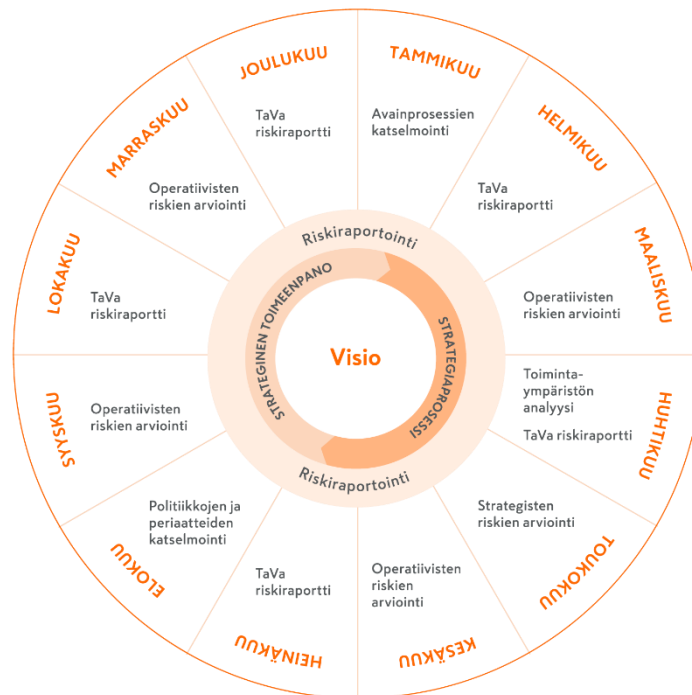 TAMMIKUU
Avainprosessien
katselmointi
HELMIKUU
TaVa
riskiraportti
MAALISKUU
Operatiivisten
riskien arviointi
HUHTIKUU
Toiminta-
ympäristön
analyysi
TaVa riskiraportti
TOUKOKUU
Strategisten
riskien arviointi
KESÄKUU
Operatiivisten
riskien
arviointi
HEINÄKUU
TaVa
riskiraportti
ELOKUU
Politiikkojen ja
periaatteiden
katselmointi
SYYSKUU
Operatiivisten
riskien arviointi
LOKAKUU
TaVa
riskiraportti
MARRASKUU
Operatiivisten
riskien arviointi
JOULUKUU
TaVa
riskiraportti
Riskiraportointi
STRATEGIAPROSESSI
Riskiraportointi
STRATEGINEN TOIMEENPANO
Visio